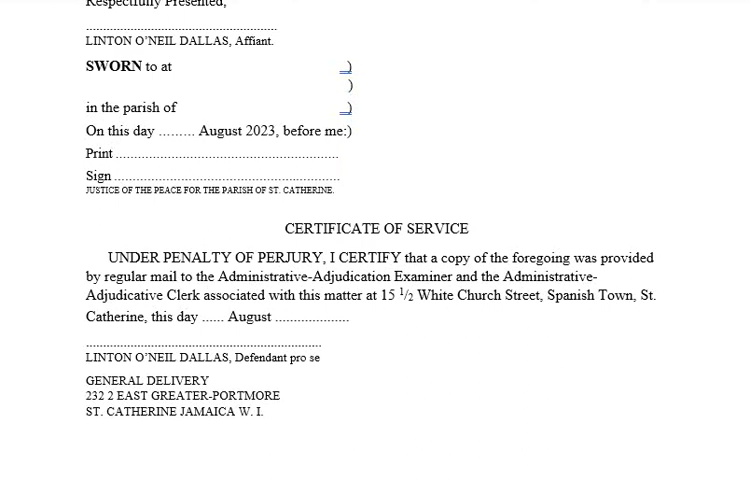 Respectfully Presented,
.........................................................
LINTON O'NEIL DALLAS, Affiant.
SWORN to at )
)
in the parish of )
On this day ......... August 2023, before me:)
Print .......................................................
Sign .......................................................
JUSTICE OF THE PEACE FOR THE PARISH OF ST. CATHERINE.
CERTIFICATE OF SERVICE
UNDER PENALTY OF PERJURY, I CERTIFY that a copy of the foregoing was provided
by regular mail to the Administrative-Adjudication Examiner and the Administrative-
Adjudicative Clerk associated with this matter at 15 1/2 White Church Street, Spanish Town, St.
Catherine, this day ...... August ....................
.........................................................
LINTON O'NEIL DALLAS, Defendant pro se
GENERAL DELIVERY
232 2 EAST GREATER-PORTMORE
ST. CATHERINE JAMAICA W. I.